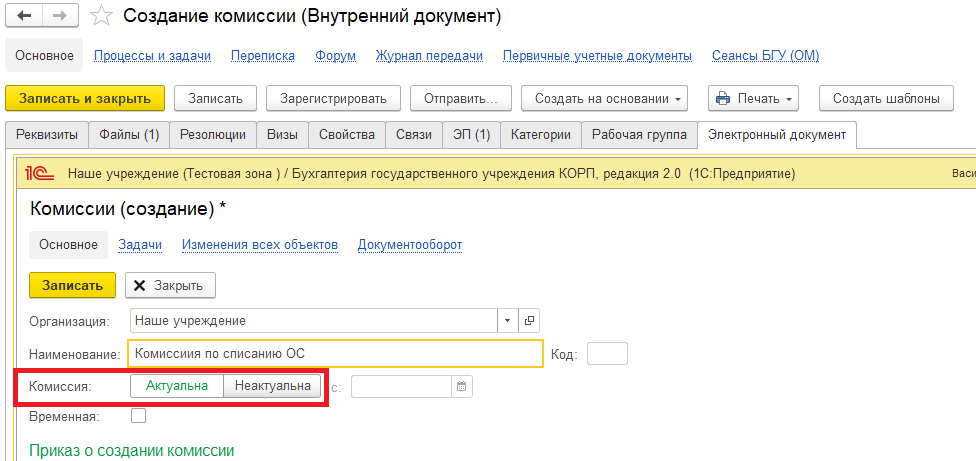 Создание комиссии (Внутренний документ)
Основное Процессы и задачи Переписка Форум Журнал передачи Первичные учетные документы Сеансы БГУ (ОМ)
Записать и закрыть Записать Зарегистрировать Отправить... Создать на основании Печать Создать шаблоны
Реквизиты Файлы (1) Резолюции Визы Свойства Связи ЭП (1) Категории Рабочая группа Электронный документ
1С Наше учреждение (Тестовая зона ) / Бухгалтерия государственного учреждения КОРП, редакция 2.0 (1С:Предприятие) Васи
Комиссии (создание) *
Основное Задачи Изменения всех объектов Документооборот
Записать Закрыть
Организация: Наше учреждение
Наименование: Комиссиия по списанию ОС Код:
Комиссия: Актуальна Неактуальна с:
Временная:
Приказ о создании комиссии